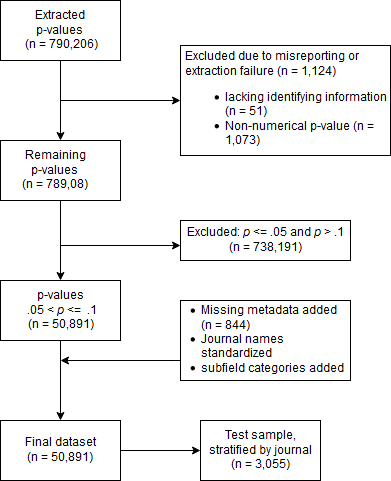 Extracted
p-values
(n = 790,206)
Excluded due to misreporting or
extraction failure (n = 1,124)
• lacking identifying information
(n = 51)
• Non-numerical p-value (n =
1,073)
Remaining
p-values
(n = 789,08)
Excluded: p <= .05 and p > .1
(n = 738,191)
p-values
.05 < p <= .1
(n = 50,891)
• Missing metadata added
(n = 844)
• Journal names
standardized
• subfield categories added
Final dataset
(n = 50,891)
Test sample,
stratified by journal
(n = 3,055)